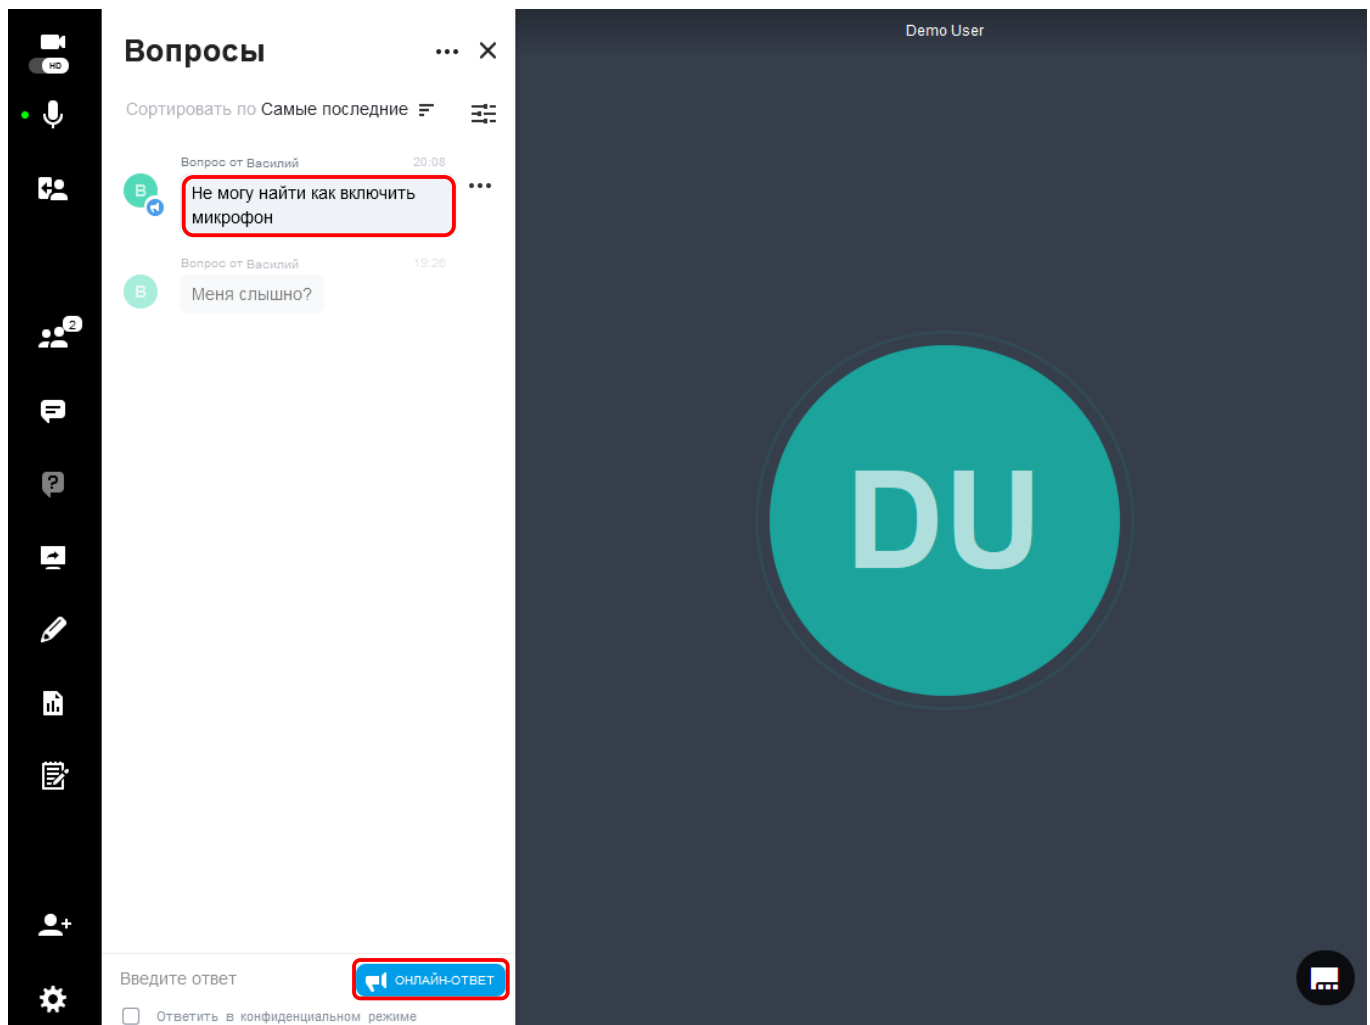 Demo User
HD
Вопросы
Сортировать по Самые последние
Вопрос от Василий 20:08
В
Не могу найти как включить
микрофон
Вопрос от Василий 19:26
В
Меня слышно?
2
?
DU
Введите ответ
ОНЛАЙН-ОТВЕТ
Ответить в конфиденциальном режиме